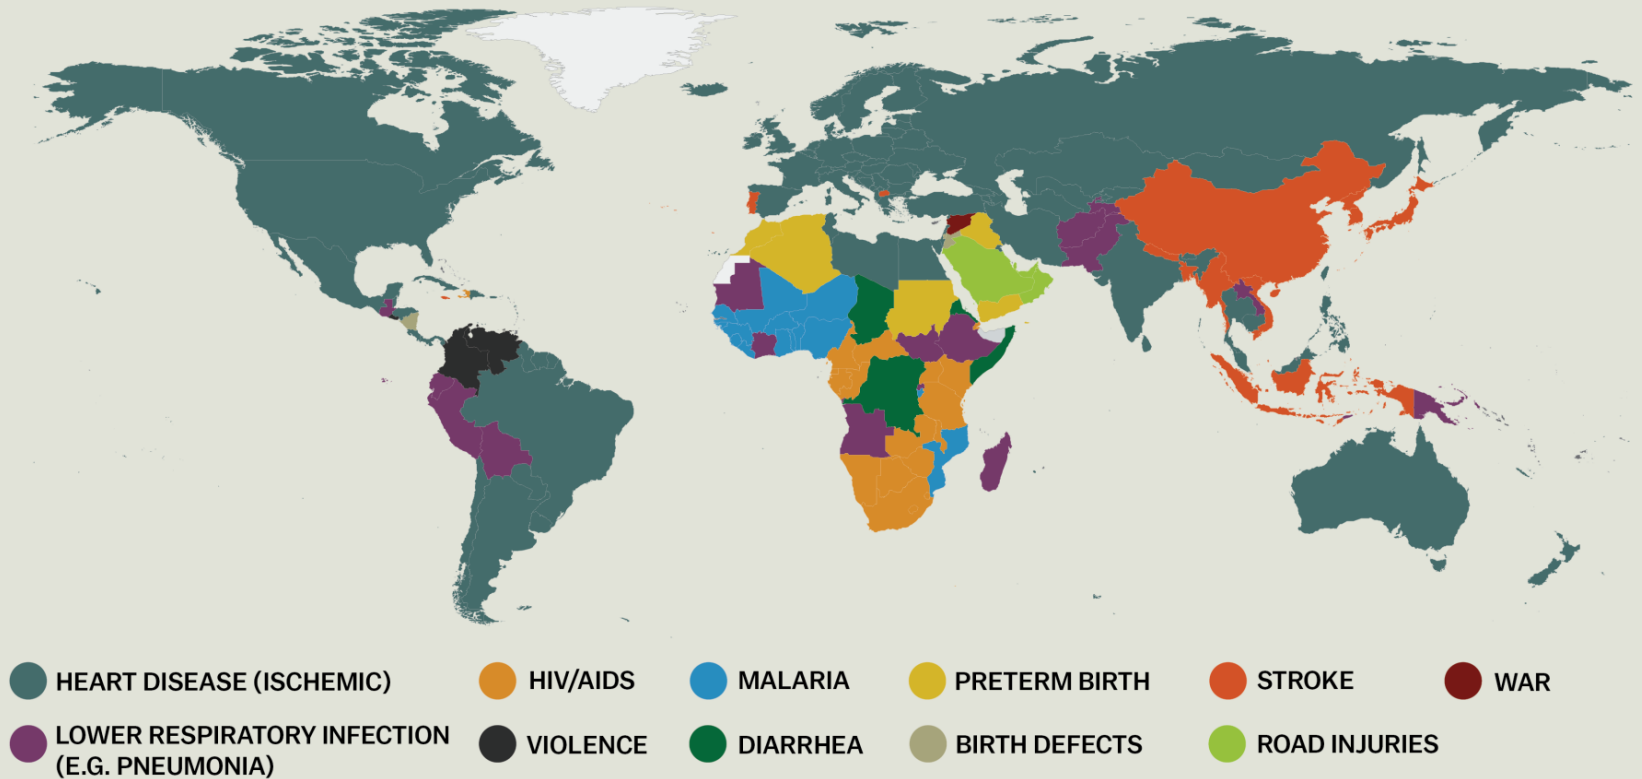 HEART DISEASE (ISCHEMIC)
HIV/AIDS
MALARIA
PRETERM BIRTH
STROKE
WAR
LOWER RESPIRATORY INFECTION
(E.G. PNEUMONIA)
VIOLENCE
DIARRHEA
BIRTH DEFECTS
ROAD INJURIES